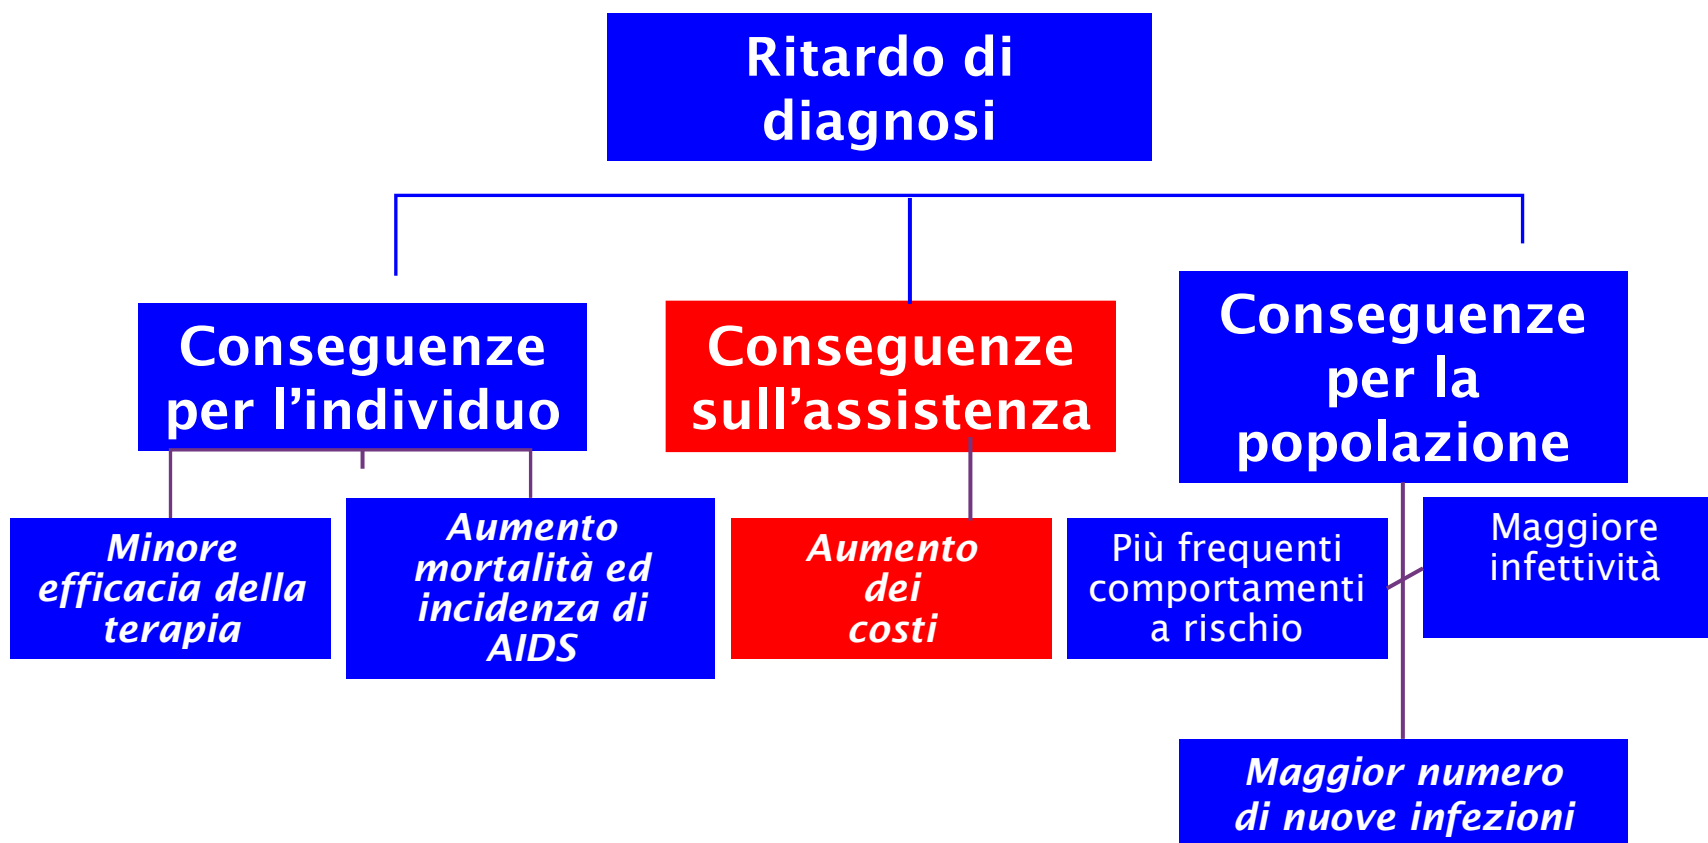 Ritardo di
diagnosi
Conseguenze
per l’individuo
Conseguenze
sull’assistenza
Conseguenze
per la
popolazione
Minore
efficacia della
terapia
Aumento
mortalità ed
incidenza di
AIDS
Aumento
dei
costi
Più frequenti
comportamenti
a rischio
Maggiore
infettività
Maggior numero
di nuove infezioni